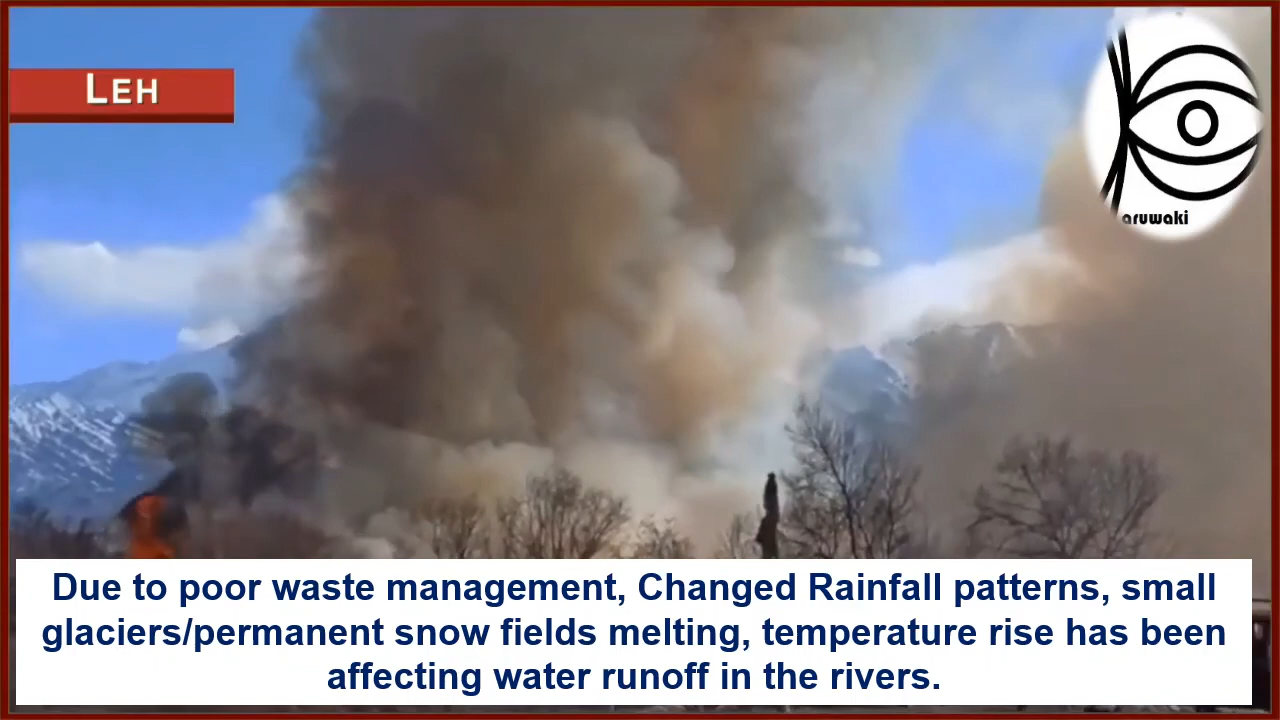 LEH
aruwaki
Due to poor waste management, Changed Rainfall patterns, small
glaciers/permanent snow fields melting, temperature rise has been
affecting water runoff in the rivers.